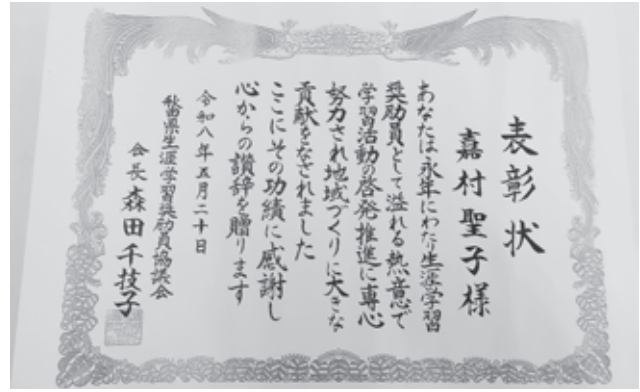 表彰状
嘉村聖子様
あなたは永年にわたり生涯学習
奨励員として溢れる熱意で
学習活動の啓発推進に専心
努力され地域づくりに大きな
貢献をなされました
ここにその功績に感謝し
心からの讃辞を贈ります
令和八年五月二十日
秋田県生涯学習奨励員協議会
会長 森田千技子